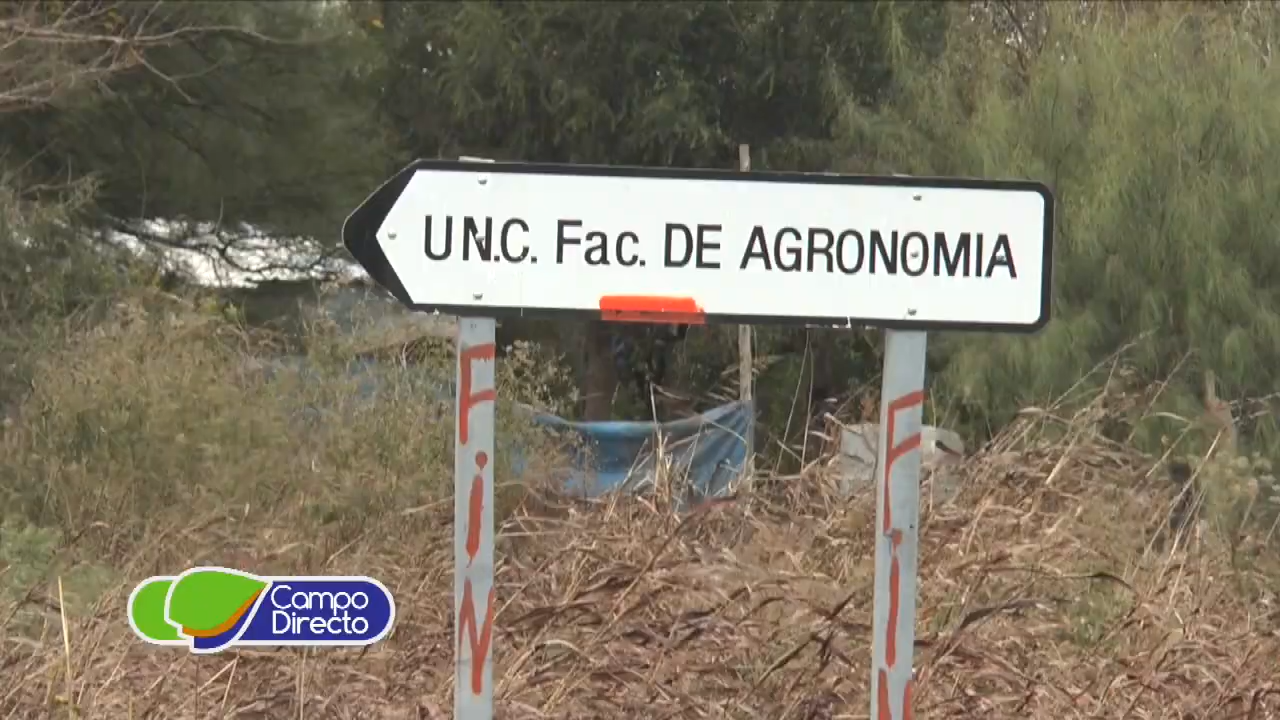 U.N.C. Fac. DE AGRONOMIA
FiN
FIN
Campo
Directo